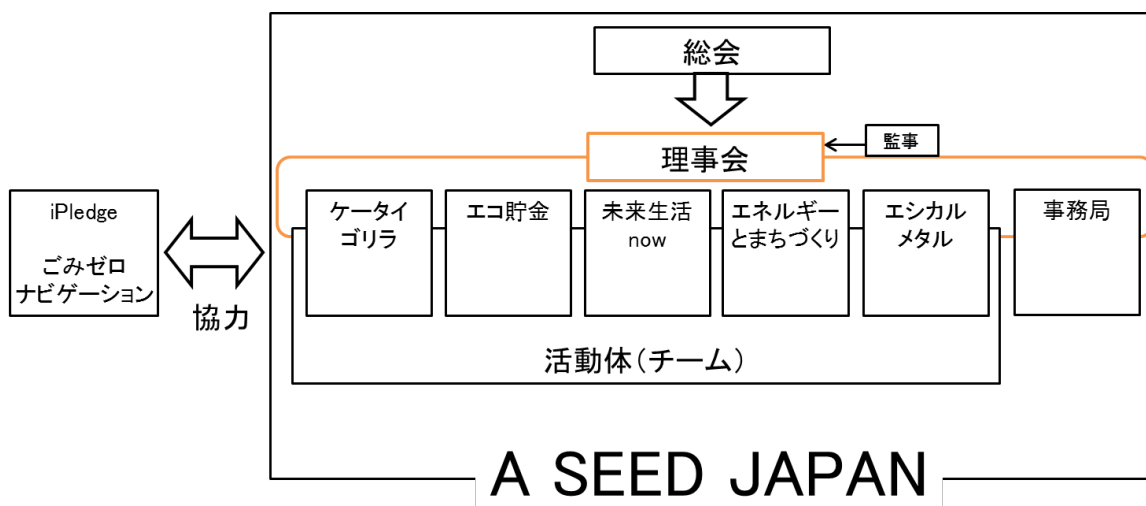 総会
理事会
監事
iPledge
ごみゼロ
ナビゲーション
協力
ケータイ
ゴリラ
エコ貯金
未来生活
now
エネルギー
とまちづくり
エシカル
メタル
事務局
活動体(チーム)
A SEED JAPAN